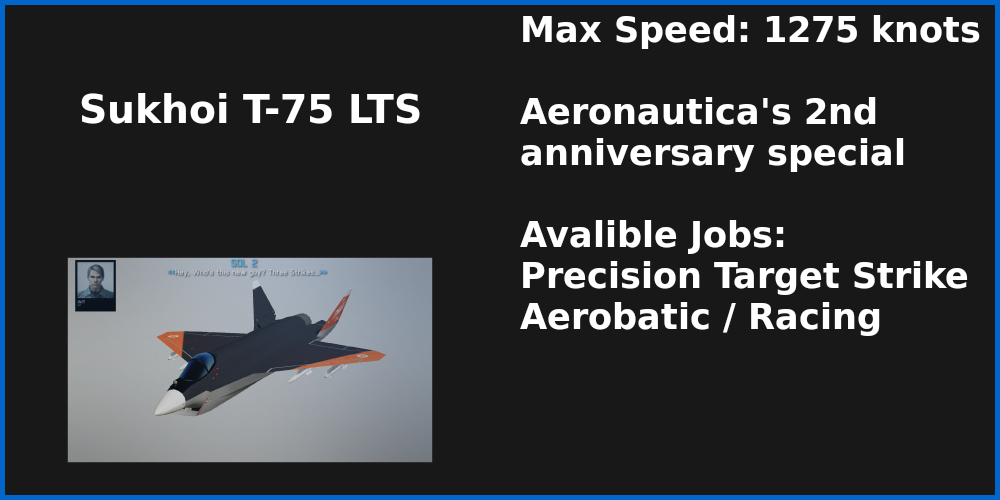 Max Speed: 1275 knots
Sukhoi T-75 LTS
Aeronautica's 2nd
anniversary special
Avalible Jobs:
Precision Target Strike
Aerobatic / Racing
SOL 2
<<Hey, Who's this new guy? Three Strikes...>>